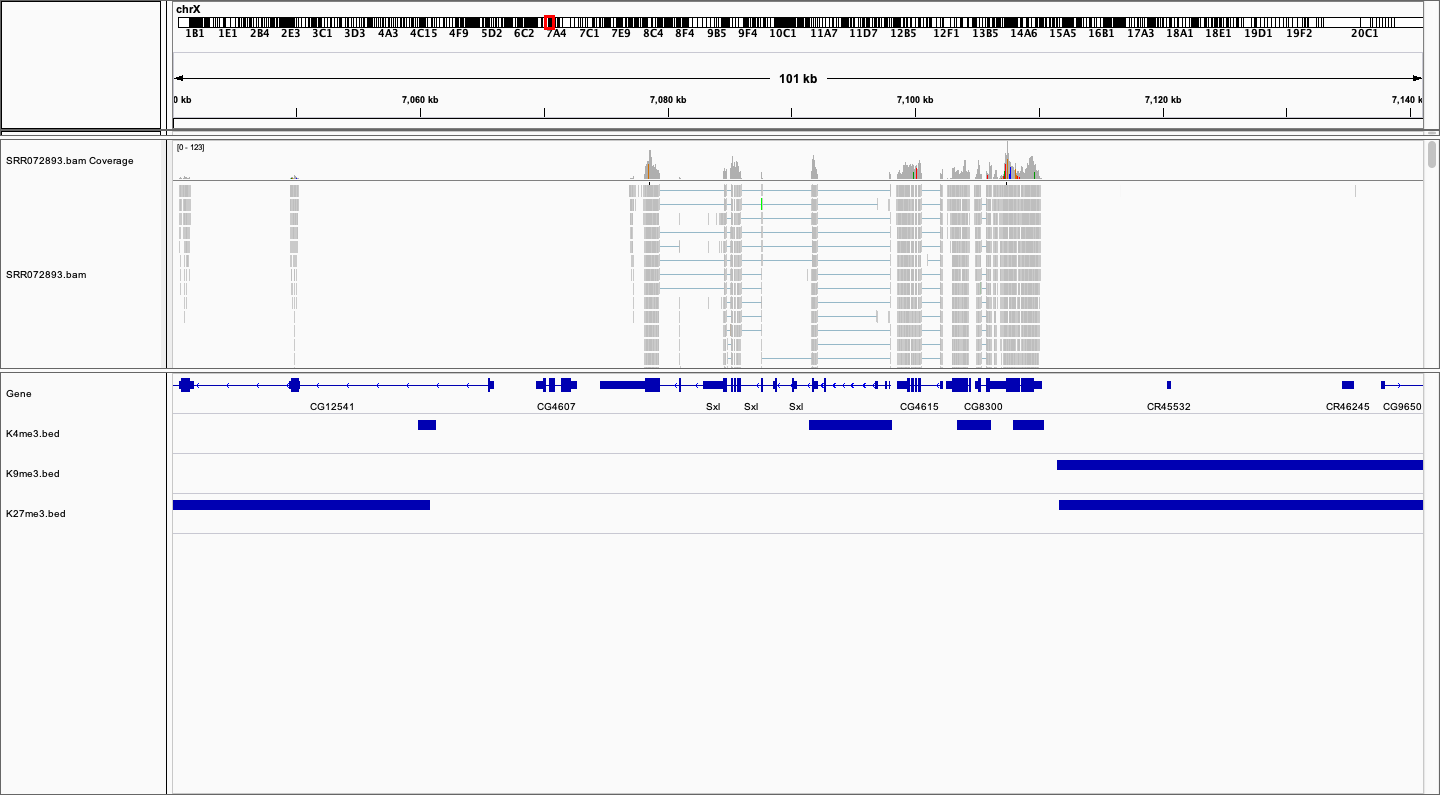 chrX
1B1 1E1 2B4 2E3 3C1 3D3 4A3 4C15 4F9 5D2 6C2 7A4 7C1 7E9 8C4 8F4 9B5 9F4 10C1 11A7 11D7 12B5 12F1 13B5 14A6 15A5 16B1 17A3 18A1 18E1 19D1 19F2 20C1
101 kb
0 kb 7,060 kb 7,080 kb 7,100 kb 7,120 kb 7,140 k
[0 - 123]
SRR072893.bam Coverage
SRR072893.bam
Gene
CG12541 CG4607 Sxl Sxl Sxl CG4615 CG8300 CR45532 CR46245 CG9650
K4me3.bed
K9me3.bed
K27me3.bed